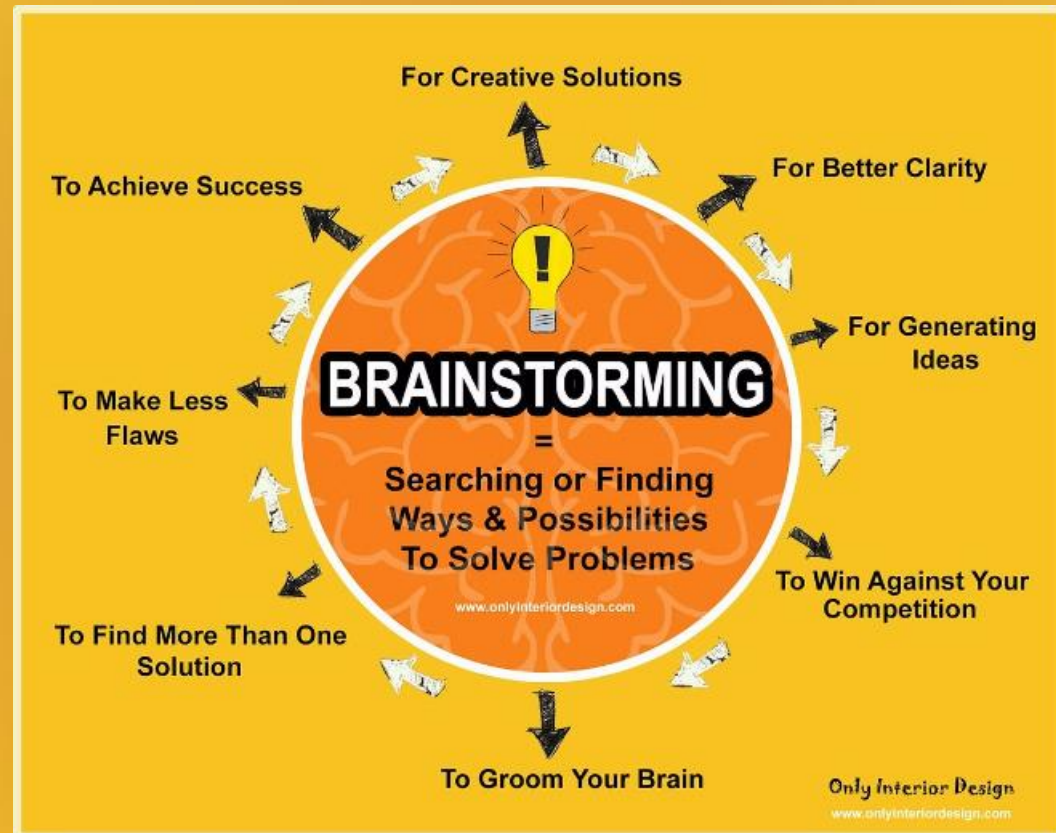 For Creative Solutions
For Better Clarity
For Generating
Ideas
To Win Against Your
Competition
To Groom Your Brain
To Find More Than One
Solution
To Make Less
Flaws
To Achieve Success
!
BRAINSTORMING
=
Searching or Finding
Ways & Possibilities
To Solve Problems
www.onlyinteriordesign.com
Only Interior Design
www.onlyinteriordesign.com